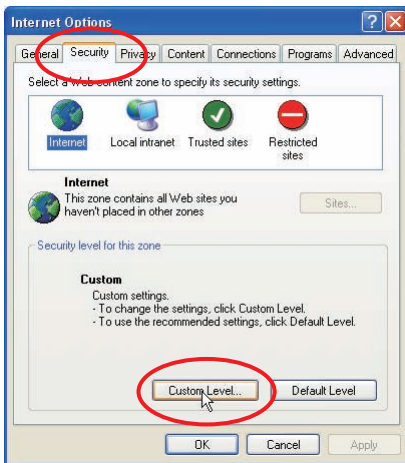 Internet Options
General Security Privacy Content Connections Programs Advanced
Select a Web content zone to specify its security settings.
Internet Local intranet Trusted sites Restricted sites
Internet
This zone contains all Web sites you
haven't placed in other zones
Sites...
Security level for this zone
Custom
Custom settings.
- To change the settings, click Custom Level.
- To use the recommended settings, click Default Level.
Custom Level... Default Level
OK Cancel Apply